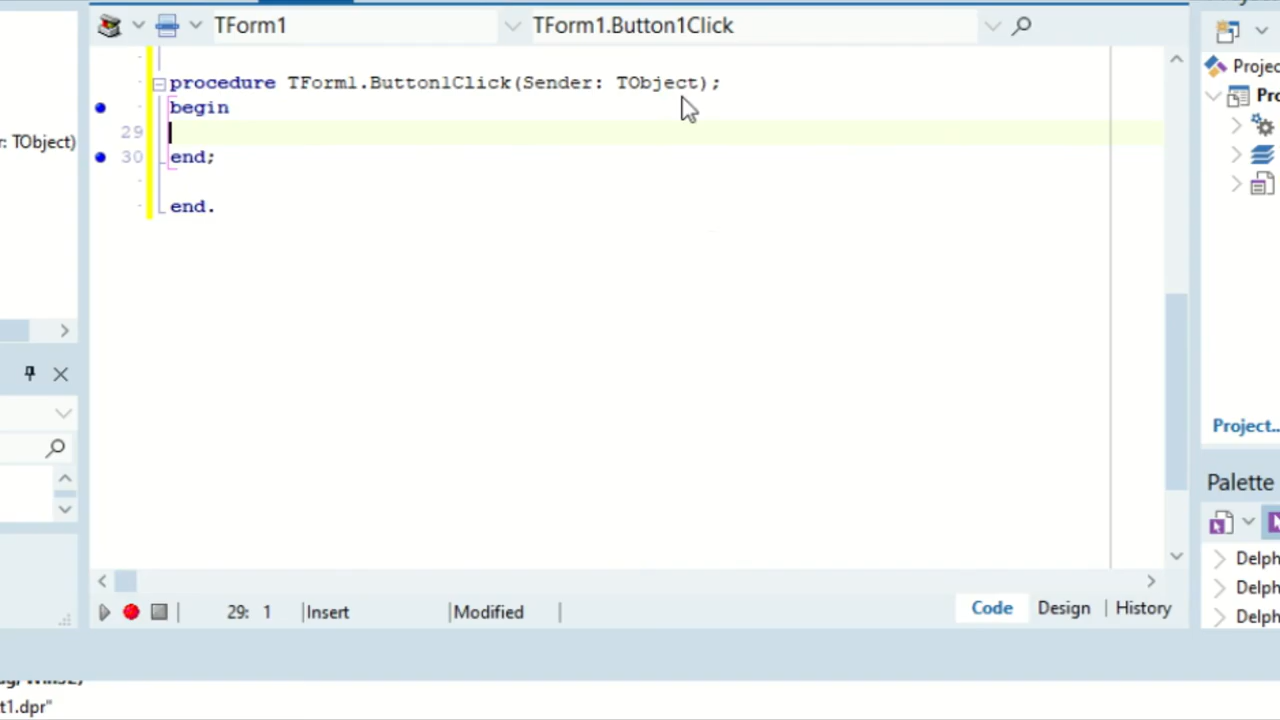 TForm1 TForm1.Button1Click
Projec
Pro
procedure TForm1.Button1Click(Sender: TObject);
begin
29
30 end;
end.
r: TObject)
Project...
Palette
Delph
Delph
Delph
29: 1 Insert Modified
Code Design History
t1.dpr"